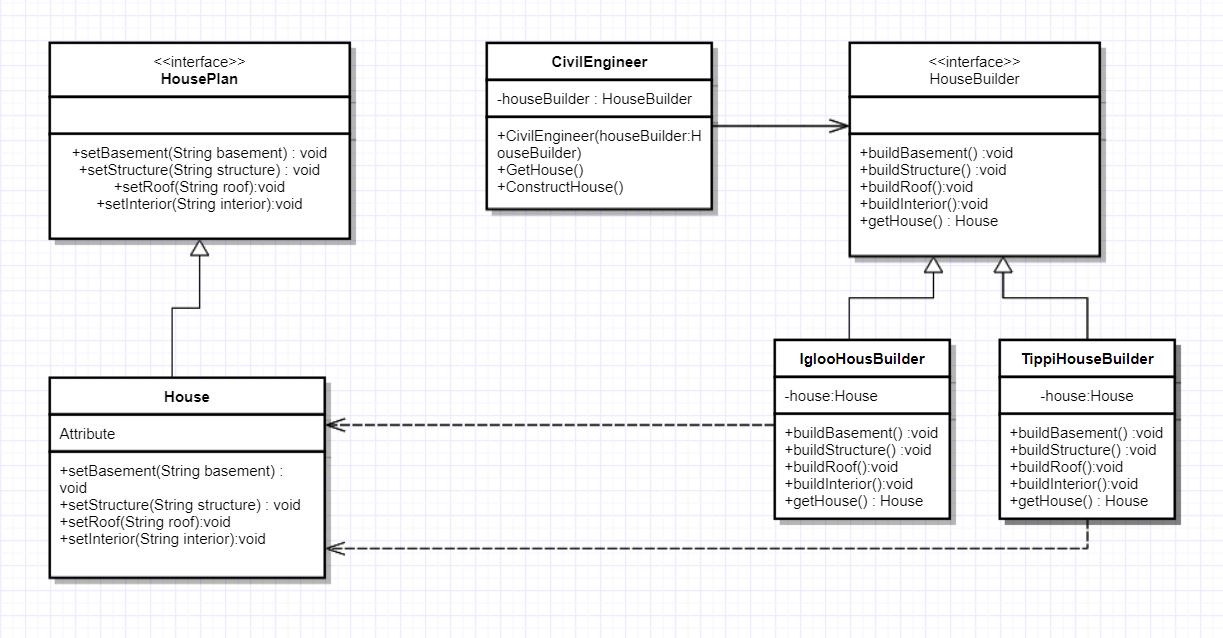 <<interface>>
HousePlan
+setBasement(String basement) : void
+setStructure(String structure) : void
+setRoof(String roof):void
+setInterior(String interior):void
CivilEngineer
-houseBuilder : HouseBuilder
+CivilEngineer(houseBuilder:H
ouseBuilder)
+GetHouse()
+ConstructHouse()
<<interface>>
HouseBuilder
+buildBasement() :void
+buildStructure() :void
+buildRoof():void
+buildInterior():void
+getHouse() : House
House
Attribute
+setBasement(String basement) :
void
+setStructure(String structure) : void
+setRoof(String roof):void
+setInterior(String interior):void
IglooHousBuilder
-house:House
+buildBasement() :void
+buildStructure() :void
+buildRoof():void
+buildInterior():void
+getHouse() : House
TippiHouseBuilder
-house:House
+buildBasement() :void
+buildStructure() :void
+buildRoof():void
+buildInterior():void
+getHouse() : House